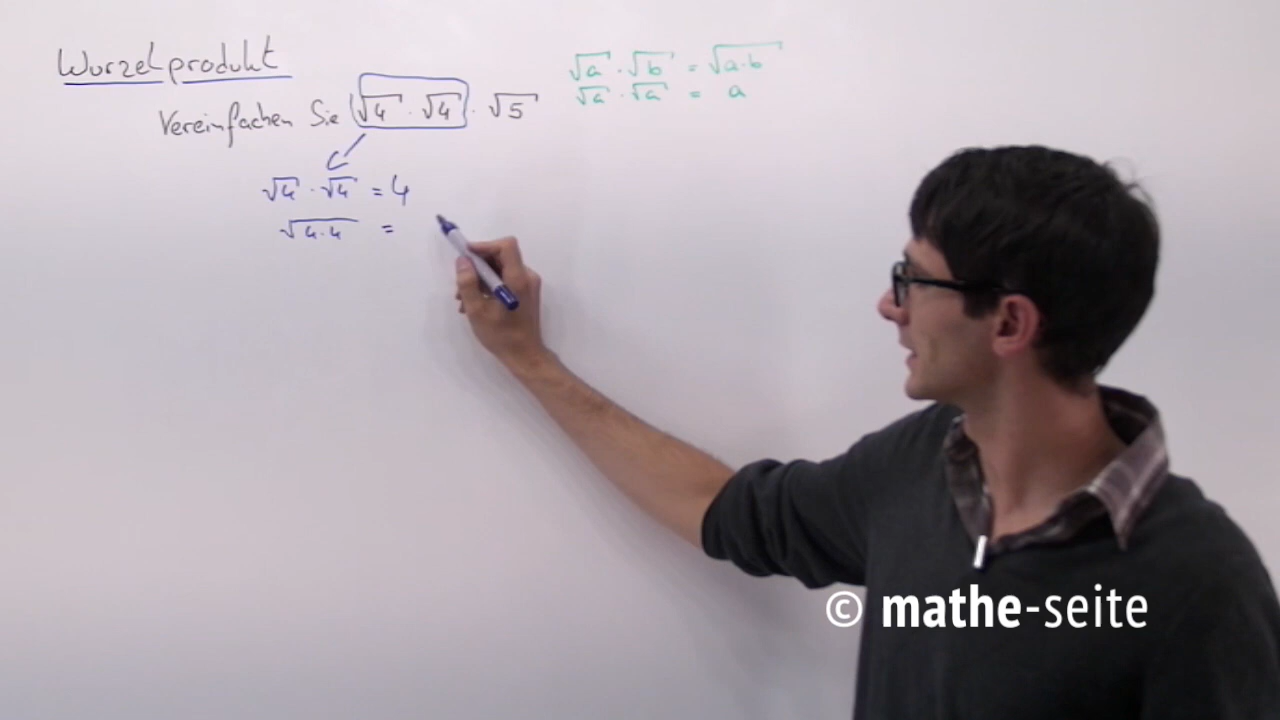 Wurzelprodukt
Vereinfachen Sie √4 · √4 · √5
√a · √b = √a·b
√a · √a = a
√4 · √4 = 4
√4·4 =
© mathe-seite